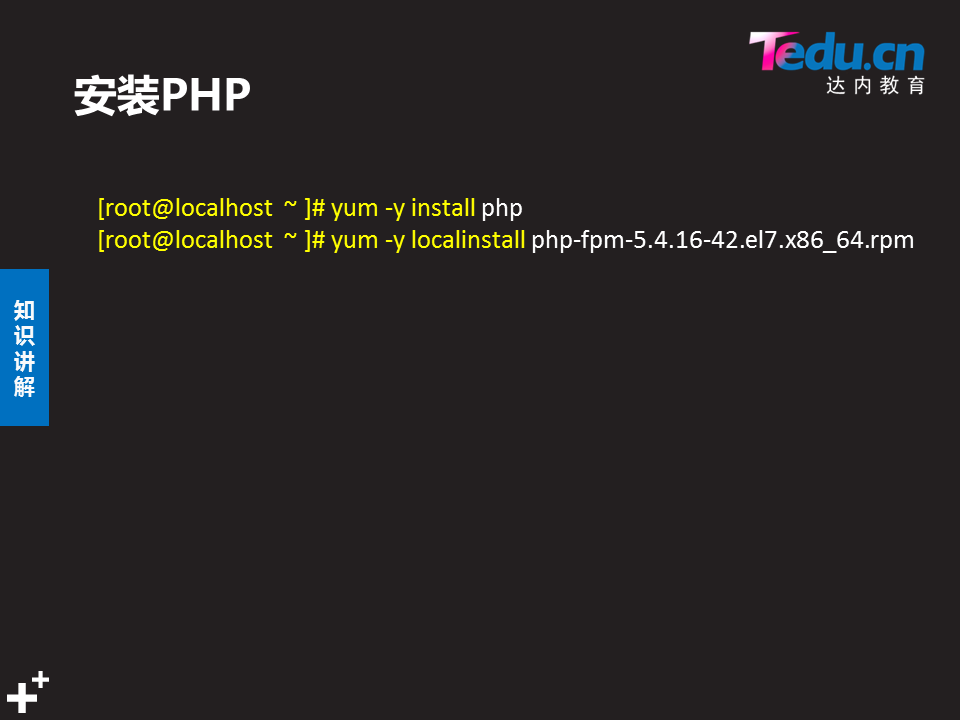 Tedu.cn
达内教育
安装PHP
[root@localhost ~ ]# yum -y install php
[root@localhost ~ ]# yum -y localinstall php-fpm-5.4.16-42.el7.x86_64.rpm
知识讲解